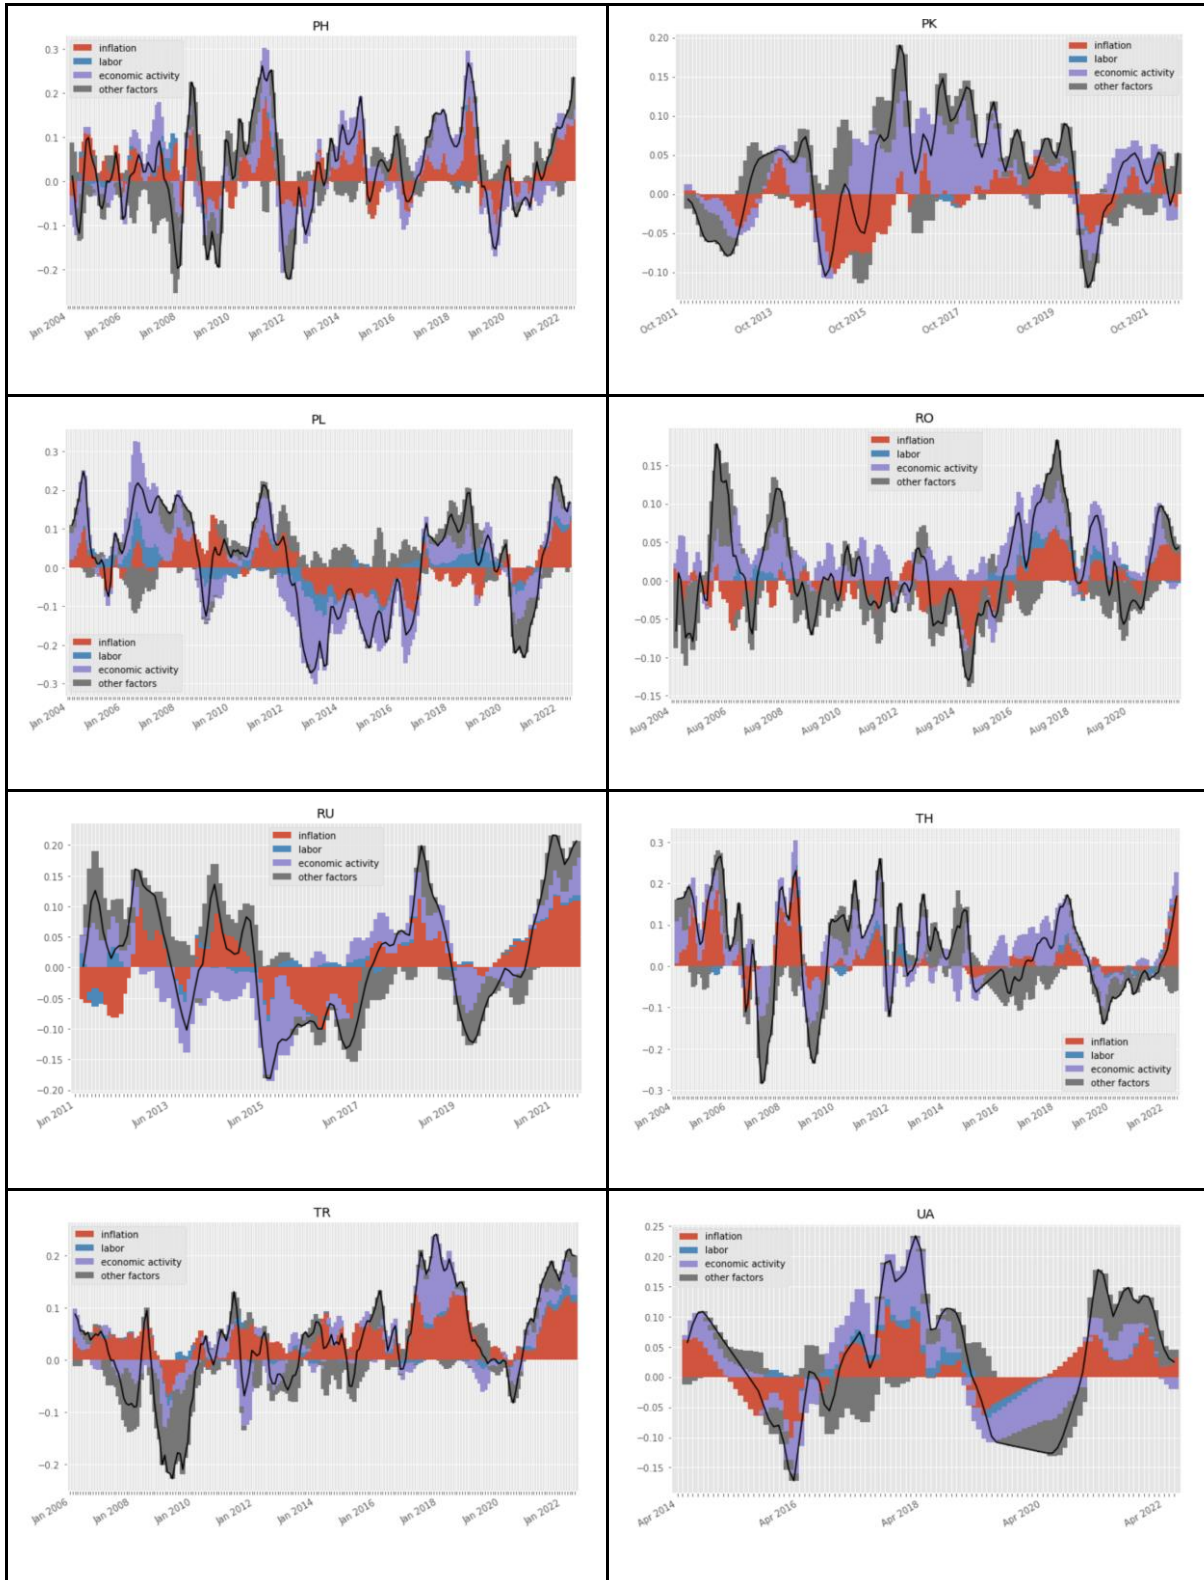 PH
inflation
labor
economic activity
other factors
0.3
0.2
0.1
0.0
−0.1
−0.2
Jan 2004
Jan 2006
Jan 2008
Jan 2010
Jan 2012
Jan 2014
Jan 2016
Jan 2018
Jan 2020
Jan 2022
PK
inflation
labor
economic activity
other factors
0.20
0.15
0.10
0.05
0.00
−0.05
−0.10
Oct 2011
Oct 2013
Oct 2015
Oct 2017
Oct 2019
Oct 2021
PL
0.3
0.2
0.1
0.0
−0.1
−0.2
−0.3
inflation
labor
economic activity
other factors
Jan 2004
Jan 2006
Jan 2008
Jan 2010
Jan 2012
Jan 2014
Jan 2016
Jan 2018
Jan 2020
Jan 2022
RO
inflation
labor
economic activity
other factors
0.15
0.10
0.05
0.00
−0.05
−0.10
−0.15
Aug 2004
Aug 2006
Aug 2008
Aug 2010
Aug 2012
Aug 2014
Aug 2016
Aug 2018
Aug 2020
RU
inflation
labor
economic activity
other factors
0.20
0.15
0.10
0.05
0.00
−0.05
−0.10
−0.15
−0.20
Jun 2011
Jun 2013
Jun 2015
Jun 2017
Jun 2019
Jun 2021
TH
0.3
0.2
0.1
0.0
−0.1
−0.2
−0.3
inflation
labor
economic activity
other factors
Jan 2004
Jan 2006
Jan 2008
Jan 2010
Jan 2012
Jan 2014
Jan 2016
Jan 2018
Jan 2020
Jan 2022
TR
inflation
labor
economic activity
other factors
0.2
0.1
0.0
−0.1
−0.2
Jan 2006
Jan 2008
Jan 2010
Jan 2012
Jan 2014
Jan 2016
Jan 2018
Jan 2020
Jan 2022
UA
inflation
labor
economic activity
other factors
0.25
0.20
0.15
0.10
0.05
0.00
−0.05
−0.10
−0.15
Apr 2014
Apr 2016
Apr 2018
Apr 2020
Apr 2022